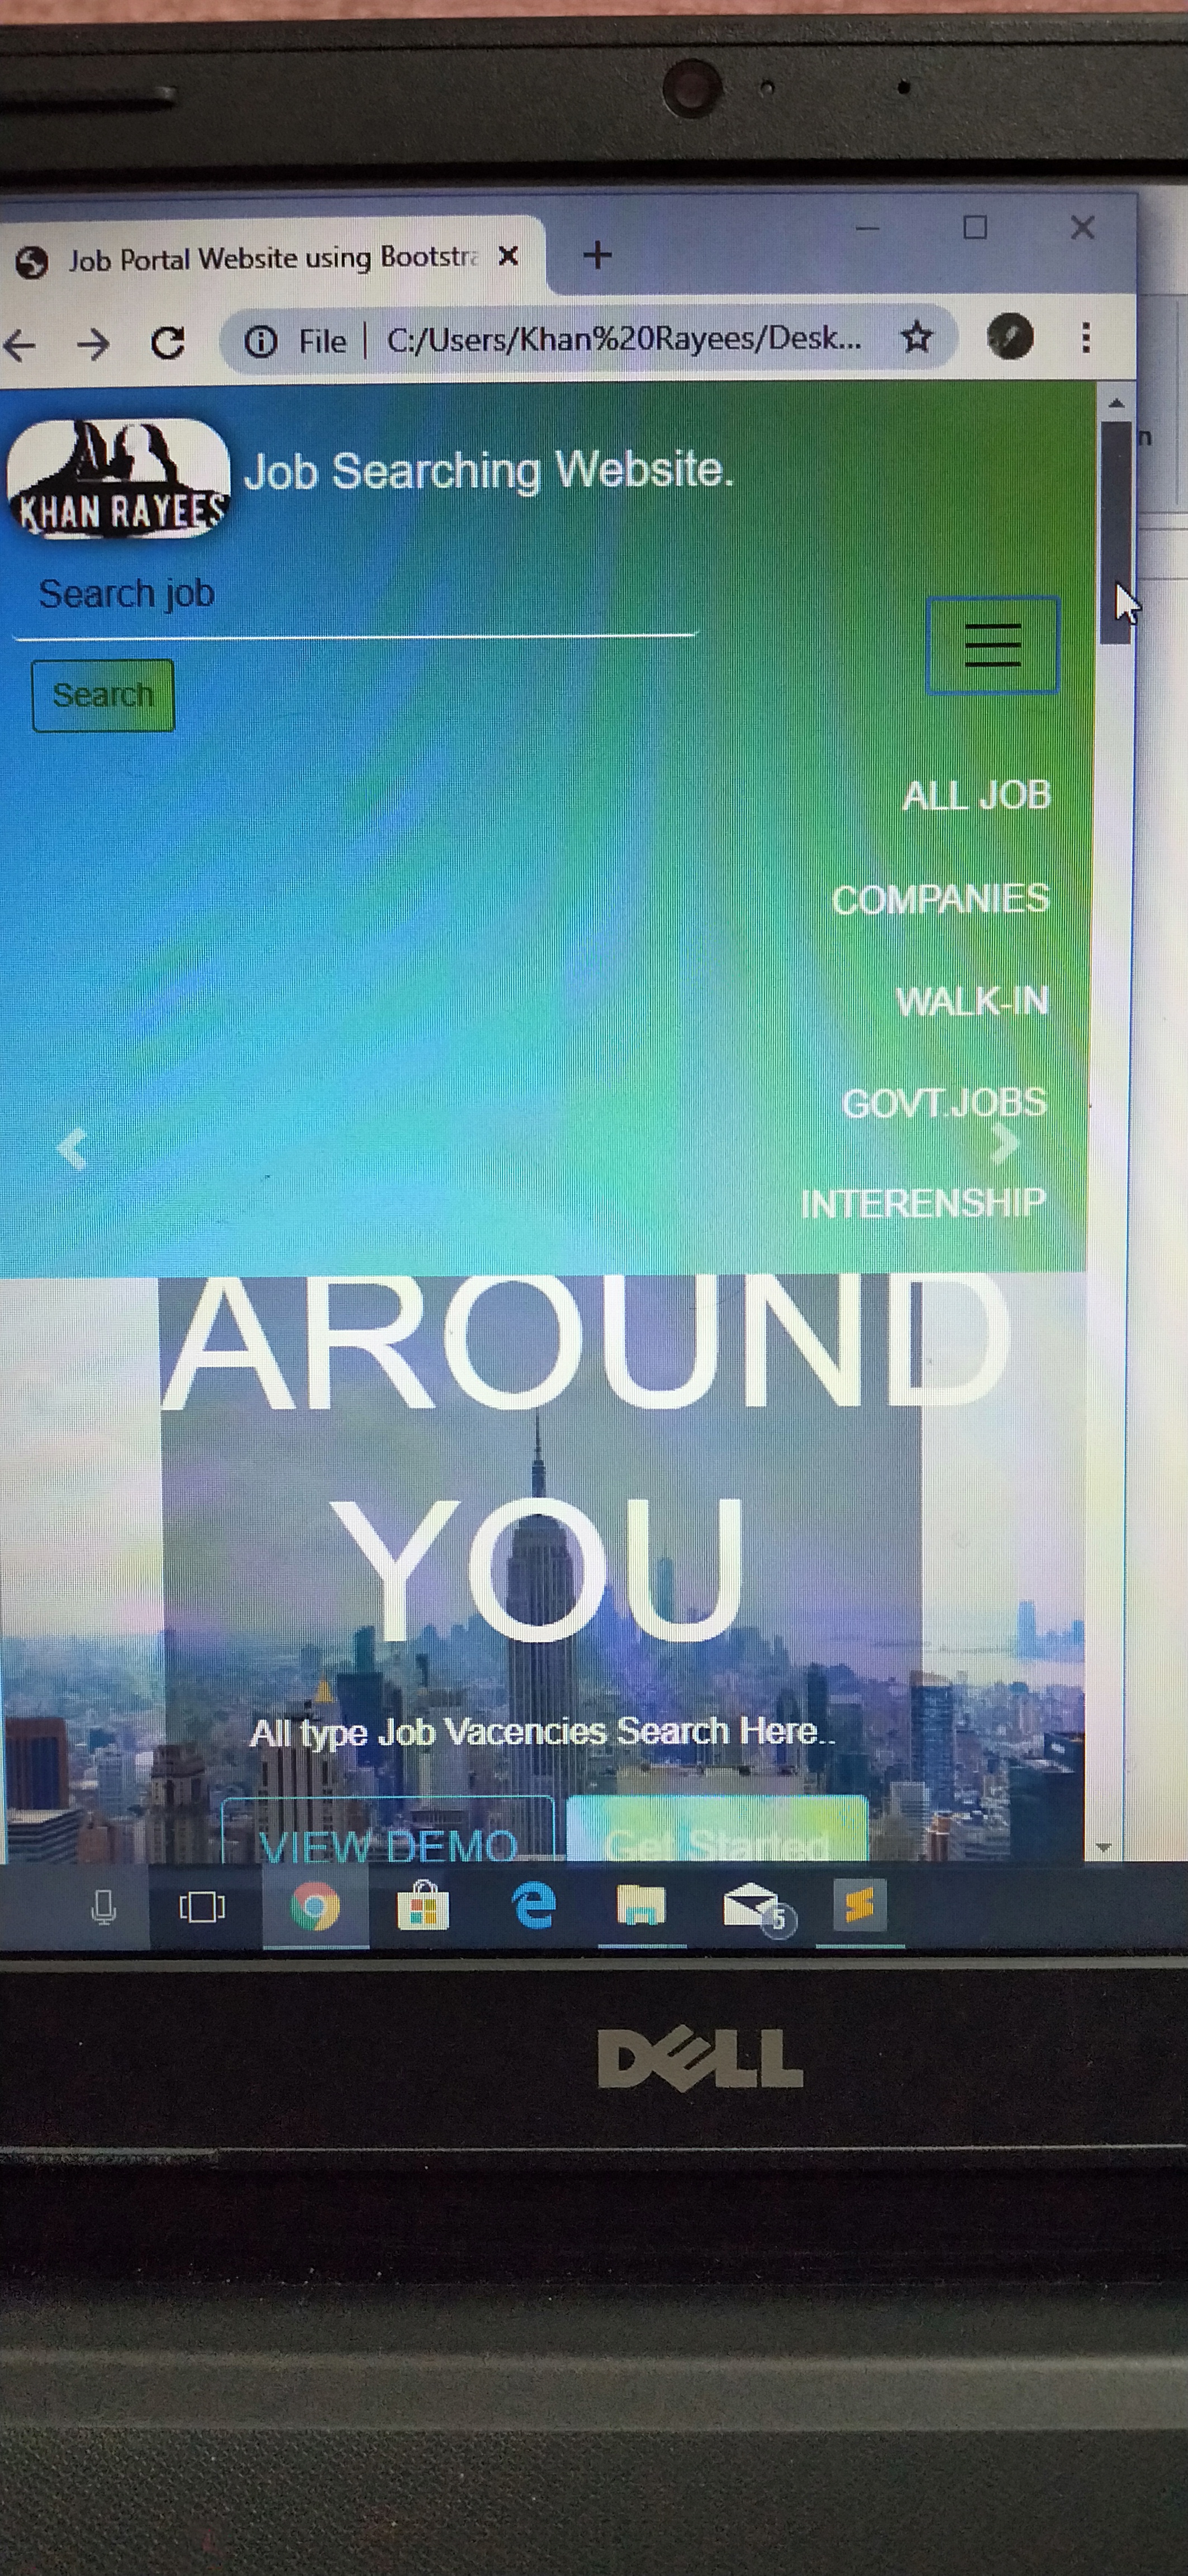 Job Portal Website using Bootstra
File | C:/Users/Khan%20Rayees/Desk...
n
KHAN RAYEES
Job Searching Website.
Search job
Search
ALL JOB
COMPANIES
WALK-IN
GOVT.JOBS
INTERENSHIP
AROUND
YOU
All type Job Vacencies Search Here..
VIEW DEMO
Get Started
5
DELL